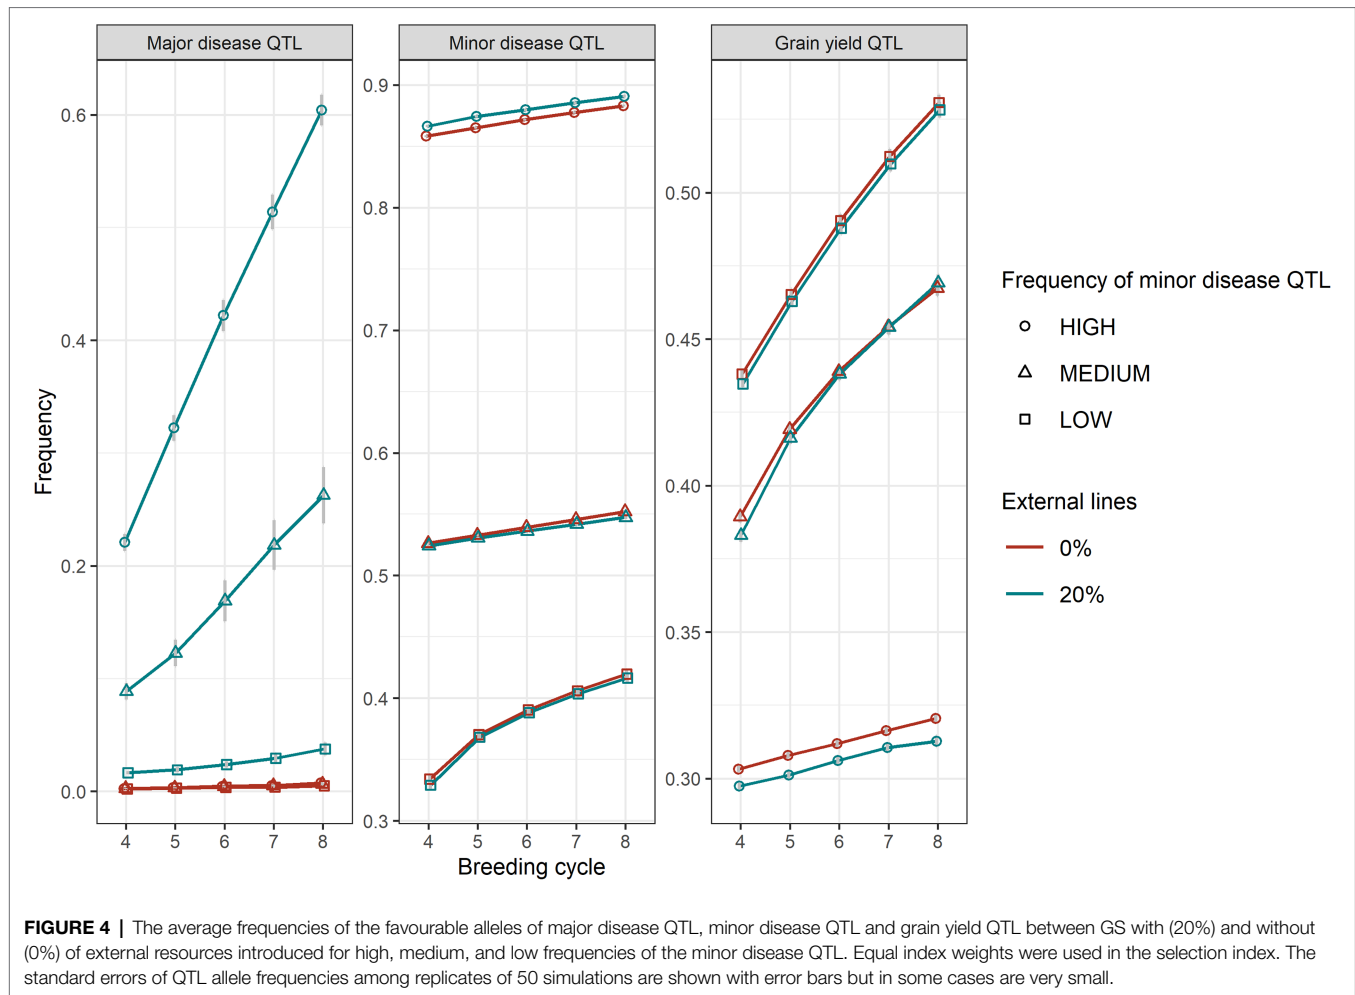 Major disease QTL
Minor disease QTL
Grain yield QTL
0.6
0.4
0.2
0.0
0.9
0.8
0.7
0.6
0.5
0.4
0.3
0.50
0.45
0.40
0.35
0.30
Frequency
4 5 6 7 8
4 5 6 7 8
4 5 6 7 8
Breeding cycle
Frequency of minor disease QTL
HIGH
MEDIUM
LOW
External lines
0%
20%
FIGURE 4 | The average frequencies of the favourable alleles of major disease QTL, minor disease QTL and grain yield QTL between GS with (20%) and without
(0%) of external resources introduced for high, medium, and low frequencies of the minor disease QTL. Equal index weights were used in the selection index. The
standard errors of QTL allele frequencies among replicates of 50 simulations are shown with error bars but in some cases are very small.